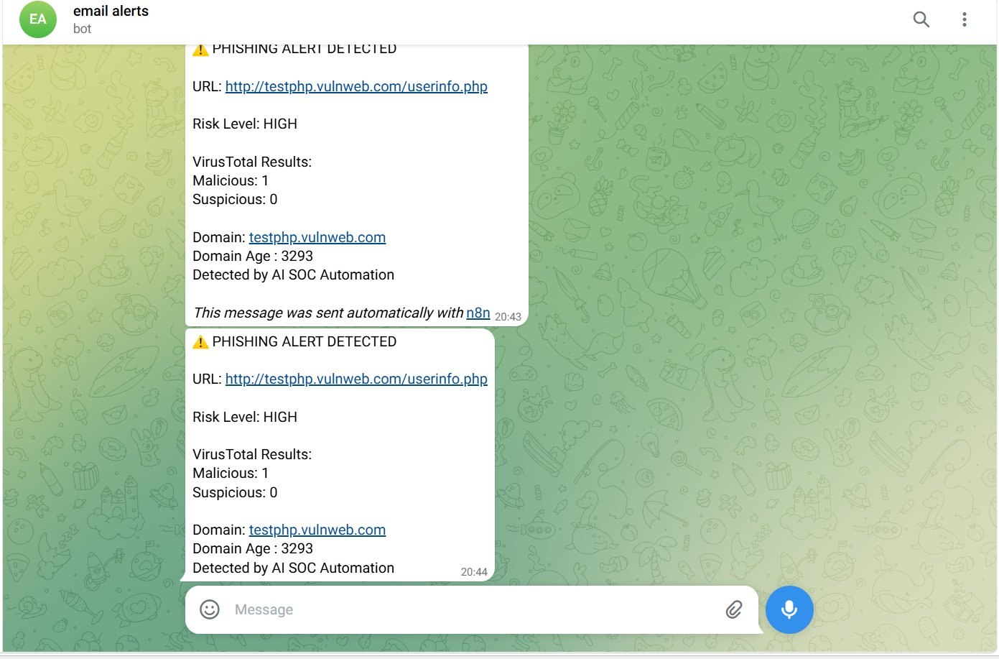 EA
email alerts
bot
⚠️ PHISHING ALERT DETECTED
URL: http://testphp.vulnweb.com/userinfo.php
Risk Level: HIGH
VirusTotal Results:
Malicious: 1
Suspicious: 0
Domain: testphp.vulnweb.com
Domain Age : 3293
Detected by AI SOC Automation
This message was sent automatically with n8n 20:43
⚠️ PHISHING ALERT DETECTED
URL: http://testphp.vulnweb.com/userinfo.php
Risk Level: HIGH
VirusTotal Results:
Malicious: 1
Suspicious: 0
Domain: testphp.vulnweb.com
Domain Age : 3293
Detected by AI SOC Automation 20:44
Message